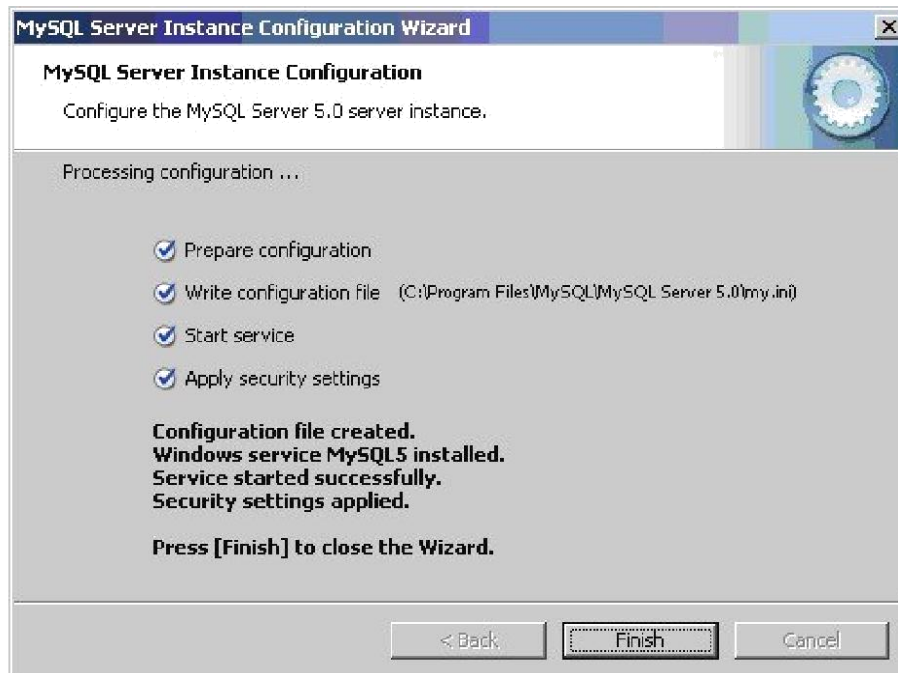 MySQL Server Instance Configuration Wizard
MySQL Server Instance Configuration
Configure the MySQL Server 5.0 server instance.
Processing configuration ...
Prepare configuration
Write configuration file (C:\Program Files\MySQL\MySQL Server 5.0\my.ini)
Start service
Apply security settings
Configuration file created.
Windows service MySQL5 installed.
Service started successfully.
Security settings applied.
Press [Finish] to close the Wizard.
< Back Finish Cancel